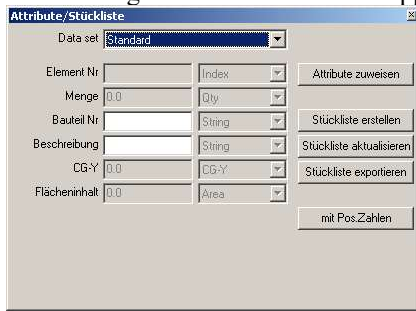 Attribute/Stückliste
Data set Standard
Element Nr Index Attribute zuweisen
Menge 0.0 Qty
Bauteil Nr String Stückliste erstellen
Beschreibung String Stückliste aktualisieren
CG-Y 0.0 CG-Y Stückliste exportieren
Flächeninhalt 0.0 Area
mit Pos.Zahlen